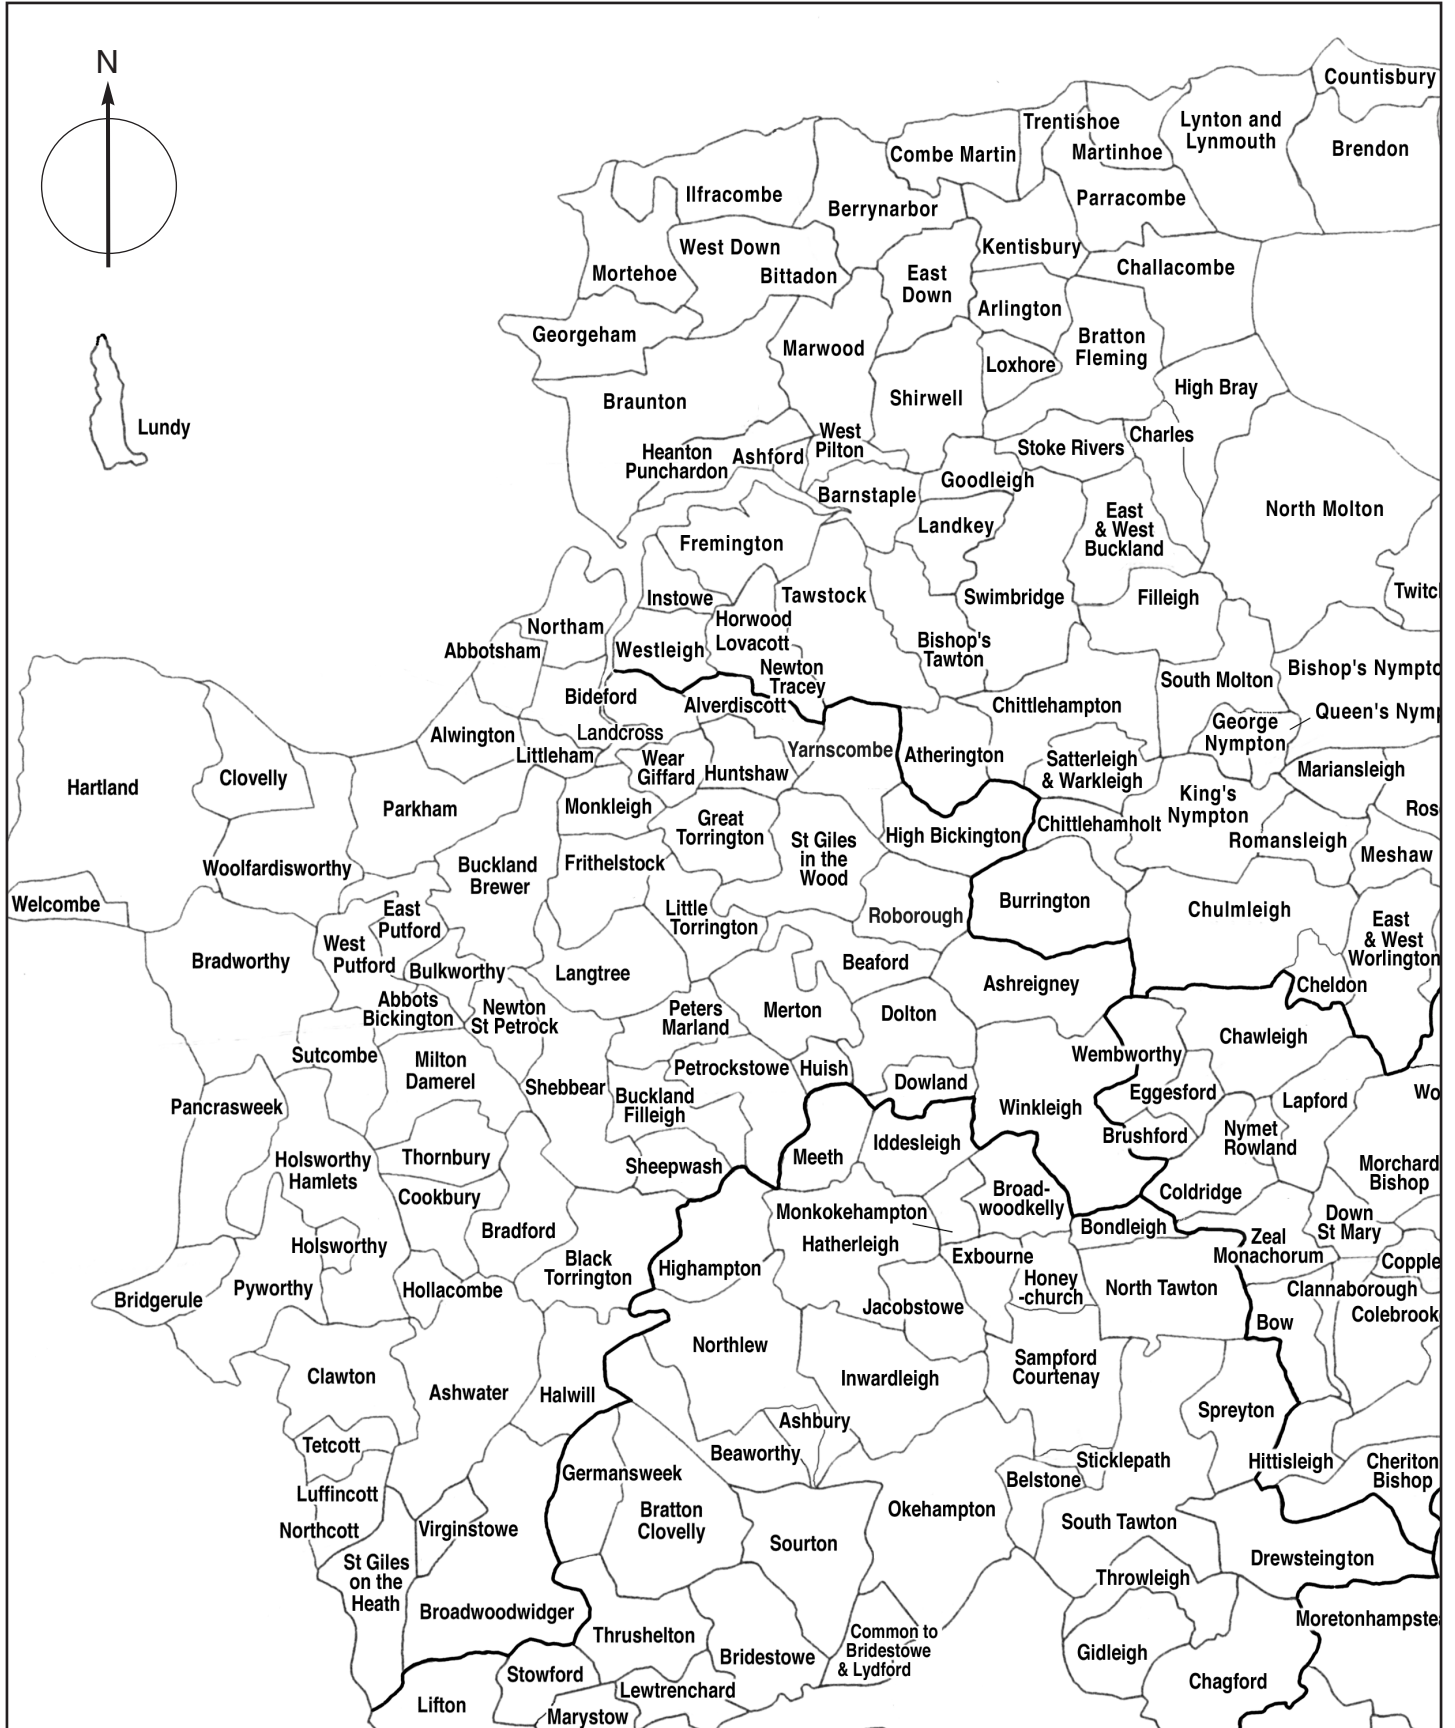 N
Countisbury
Trentishoe
Lynton and
Lynmouth
Combe Martin
Martinhoe
Brendon
Ilfracombe
Berrynarbor
Parracombe
West Down
Kentisbury
Mortehoe
Bittadon
East
Down
Challacombe
Arlington
Georgeham
Marwood
Bratton
Fleming
Loxhore
High Bray
Braunton
Shirwell
Lundy
West
Pilton
Charles
Heanton
Punchardon
Ashford
Stoke Rivers
Goodleigh
Barnstaple
Landkey
East
& West
Buckland
North Molton
Fremington
Instowe
Tawstock
Swimbridge
Filleigh
Twitc
Horwood
Lovacott
Northam
Abbotsham
Westleigh
Bishop's
Tawton
Newton
Tracey
South Molton
Bishop's Nympto
Bideford
Alverdiscott
Chittlehampton
Queen's Nym
George
Nympton
Alwington
Landcross
Littleham
Yarnscombe
Atherington
Satterleigh
& Warkleigh
Mariansleigh
Wear
Giffard
Huntshaw
Hartland
Clovelly
Parkham
Monkleigh
King's
Nympton
Ros
Great
Torrington
High Bickington
Chittlehamholt
Romansleigh
Meshaw
St Giles
in the
Wood
Woolfardisworthy
Buckland
Brewer
Frithelstock
Welcombe
East
Putford
Little
Torrington
Roborough
Burrington
Chulmleigh
East
& West
Worlington
West
Putford
Bradworthy
Bulkworthy
Langtree
Beaford
Ashreigney
Cheldon
Abbots
Bickington
Newton
St Petrock
Peters
Marland
Merton
Dolton
Chawleigh
Sutcombe
Milton
Damerel
Petrockstowe
Huish
Wembworthy
Shebbear
Dowland
Eggesford
Buckland
Filleigh
Pancrasweek
Winkleigh
Lapford
Wo
Brushford
Nymet
Rowland
Iddesleigh
Thornbury
Sheepwash
Meeth
Holsworthy
Hamlets
Morchard
Bishop
Cookbury
Broad-
woodkelly
Coldridge
Monkokehampton
Down
St Mary
Bradford
Bondleigh
Holsworthy
Hatherleigh
Zeal
Monachorum
Exbourne
Copple
Black
Torrington
Highampton
Honey
-church
North Tawton
Pyworthy
Hollacombe
Clannaborough
Bridgerule
Jacobstowe
Colebrook
Bow
Northlew
Sampford
Courtenay
Clawton
Inwardleigh
Ashwater
Halwill
Spreyton
Ashbury
Tetcott
Beaworthy
Sticklepath
Hittisleigh
Cheriton
Bishop
Germansweek
Belstone
Luffincott
Okehampton
Bratton
Clovelly
Northcott
Virginstowe
South Tawton
Sourton
Drewsteington
St Giles
on the
Heath
Throwleigh
Broadwoodwidger
Moretonhampste
Thrushelton
Common to
Bridestowe
& Lydford
Bridestowe
Gidleigh
Stowford
Chagford
Lewtrenchard
Lifton
Marystow